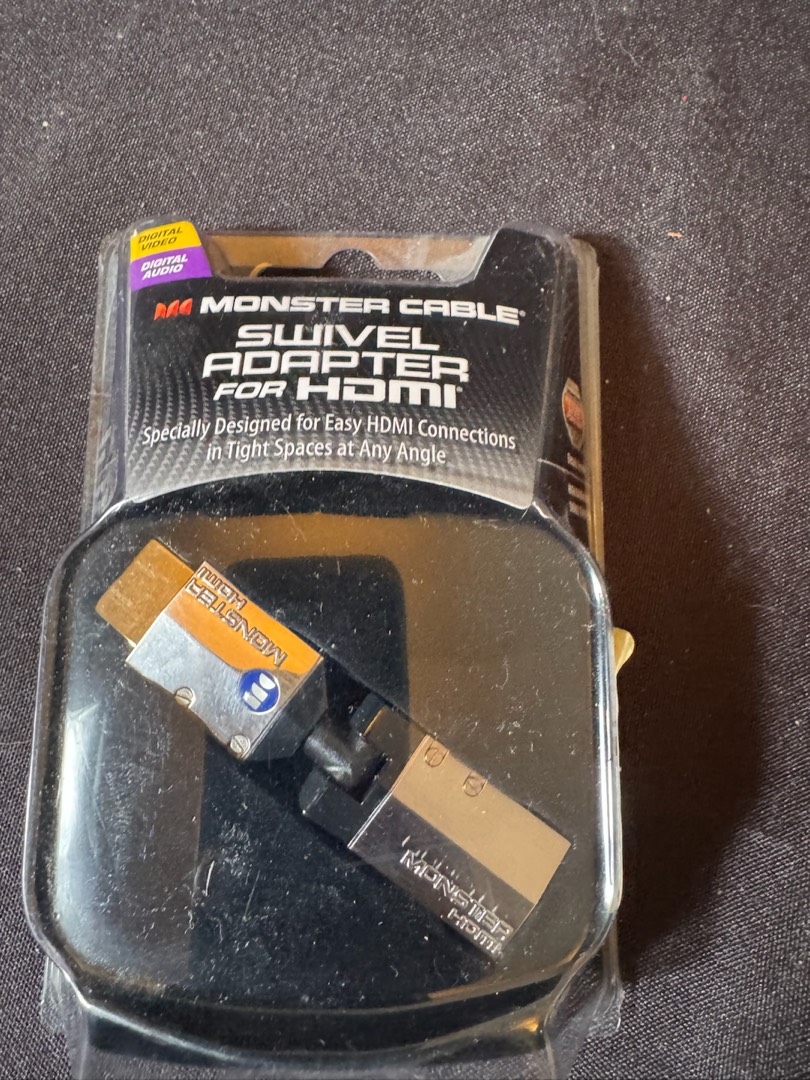 DIGITAL
VIDEO
DIGITAL
AUDIO
MONSTER CABLE®
SWIVEL
ADAPTER
FOR HDMI
Specially Designed for Easy HDMI Connections
in Tight Spaces at Any Angle
MONSTER
HDMI
MONSTER
HDMI